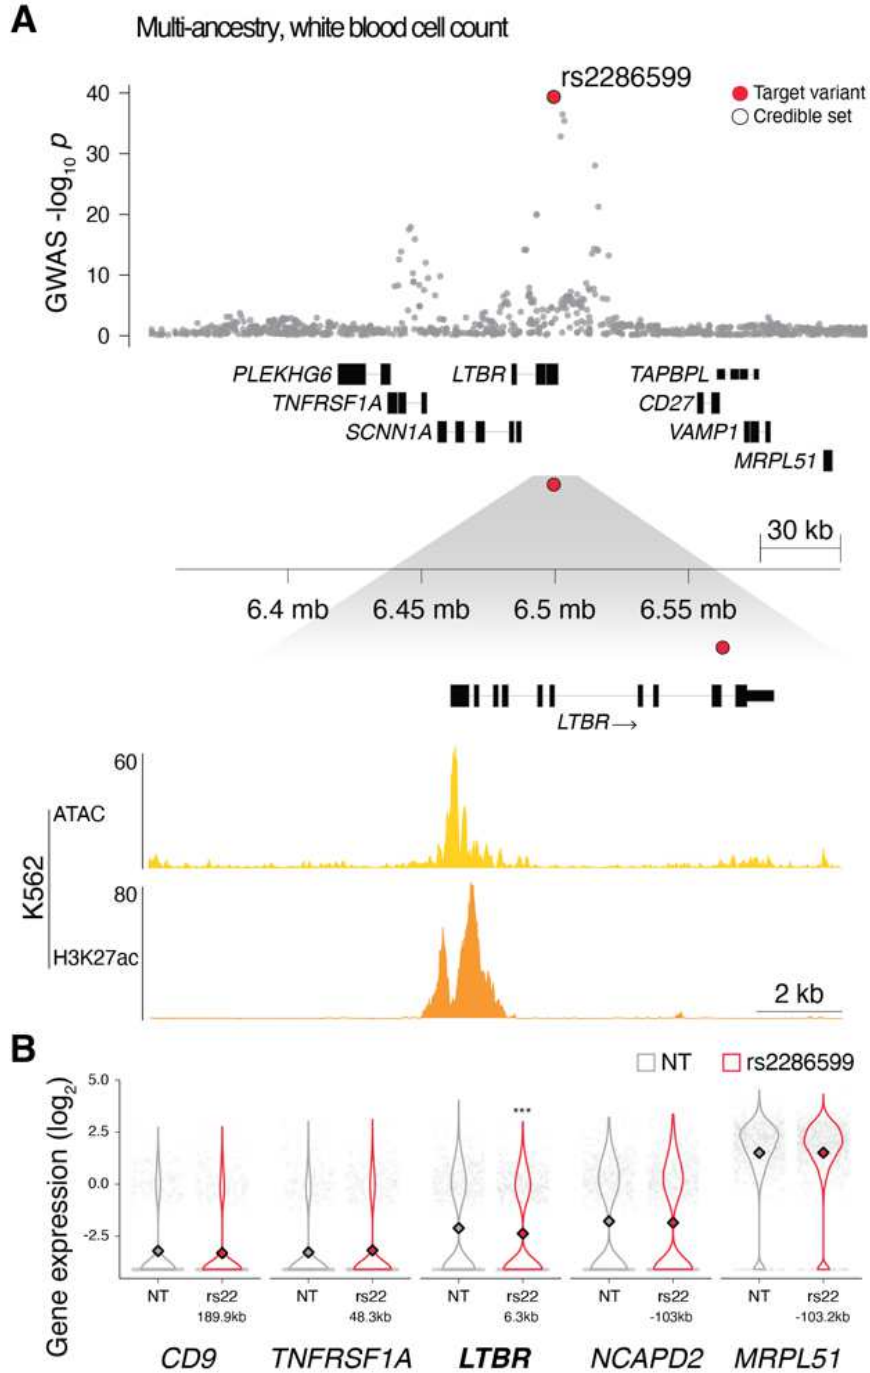 A
Multi-ancestry, white blood cell count
rs2286599
Target variant
Credible set
GWAS -log10 p
40
30
20
10
0
PLEKHG6
LTBR
TAPBPL
TNFRSF1A
CD27
SCNN1A
VAMP1
MRPL51
30 kb
6.4 mb
6.45 mb
6.5 mb
6.55 mb
LTBR→
60
ATAC
K562
80
H3K27ac
2 kb
B
NT
rs2286599
Gene expression (log2)
5.0
2.5
0.0
-2.5
***
NT rs22 NT rs22 NT rs22 NT rs22 NT rs22
189.9kb 48.3kb 6.3kb -103kb -103.2kb
CD9 TNFRSF1A LTBR NCAPD2 MRPL51